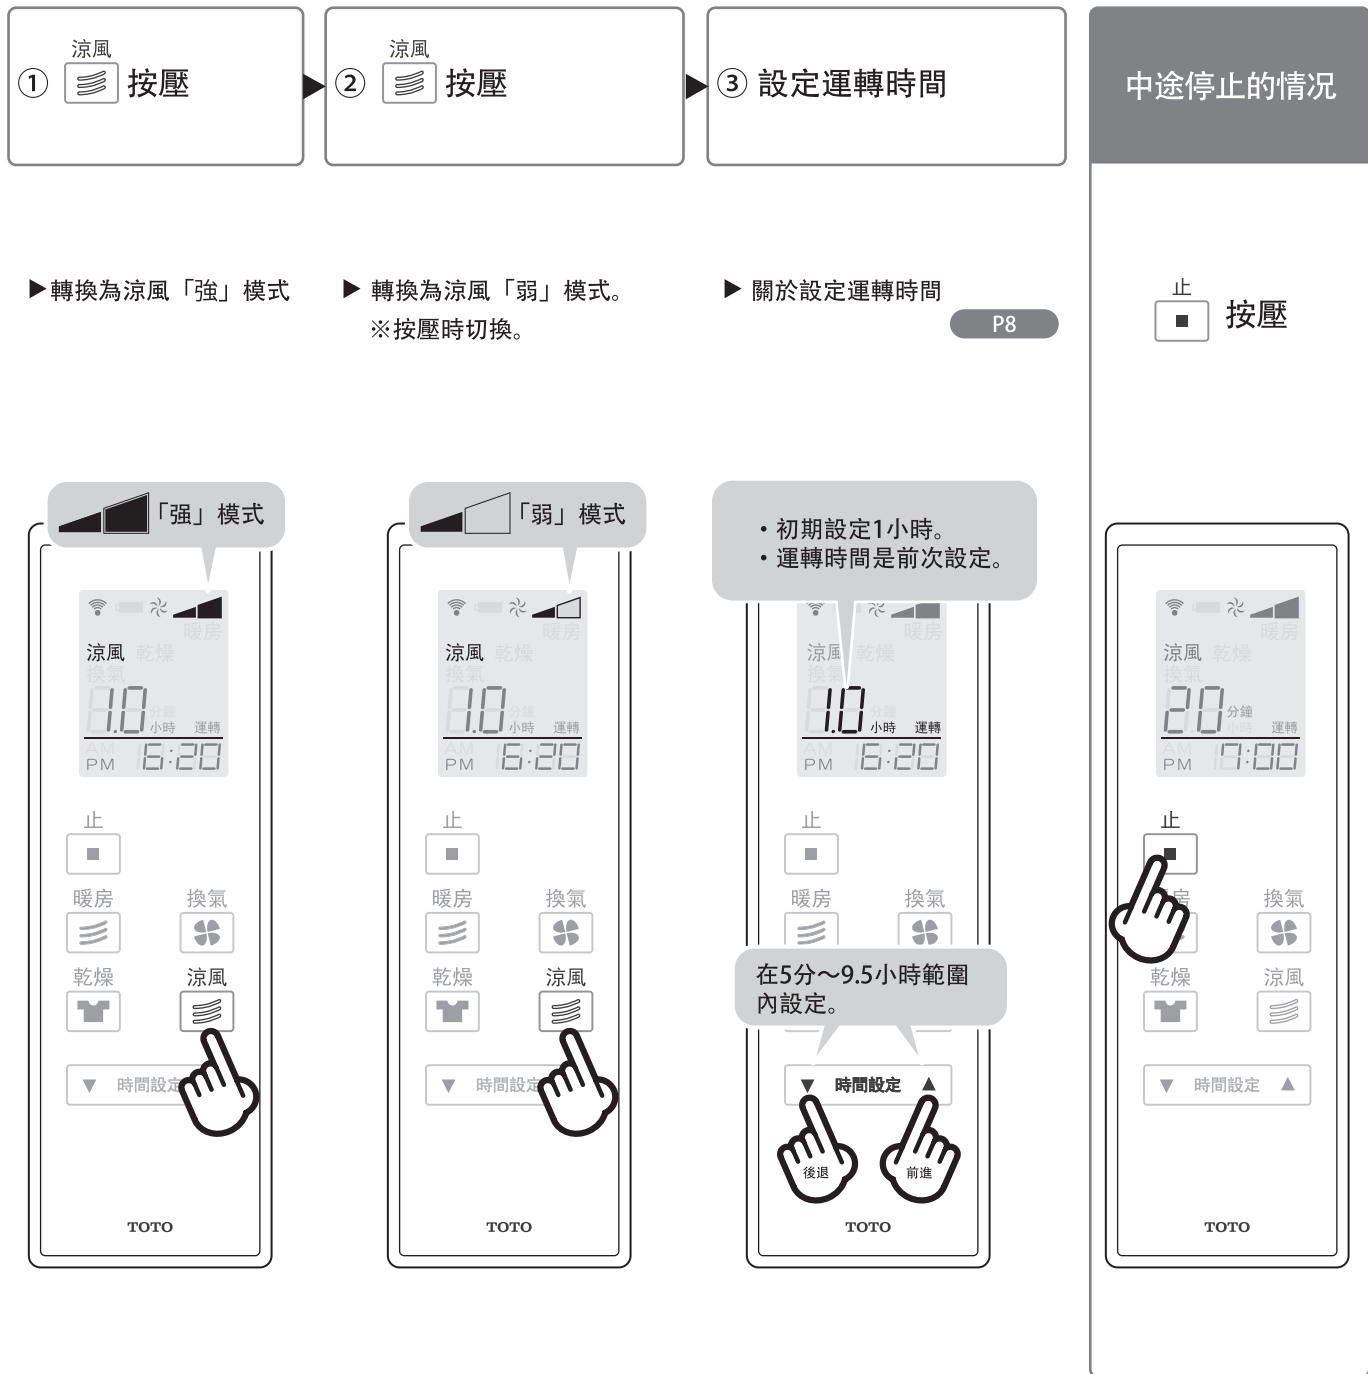 涼風
① 按壓
涼風
② 按壓
③ 設定運轉時間
中途停止的情况
▶轉換為涼風「強」模式
▶ 轉換為涼風「弱」模式。
※按壓時切換。
▶ 關於設定運轉時間
P8
止
按壓
「强」模式
暖房
涼風 乾燥
換氣
1.0 分鐘
小時 運轉
AM
PM 6:20
止
暖房 換氣
乾燥 涼風
▼ 時間設定
TOTO
「弱」模式
暖房
涼風 乾燥
換氣
1.0 分鐘
小時 運轉
AM
PM 6:20
止
暖房 換氣
乾燥 涼風
▼ 時間設定
TOTO
・初期設定1小時。
・運轉時間是前次設定。
暖房
涼風 乾燥
換氣
1.0 分鐘
小時 運轉
AM
PM 6:20
止
暖房 換氣
在5分～9.5小時範圍
內設定。
▼ 時間設定 ▲
後退 前進
TOTO
暖房
涼風 乾燥
換氣
20 分鐘
小時 運轉
AM
PM 7:00
止
房 換氣
乾燥 涼風
▼ 時間設定 ▲
TOTO